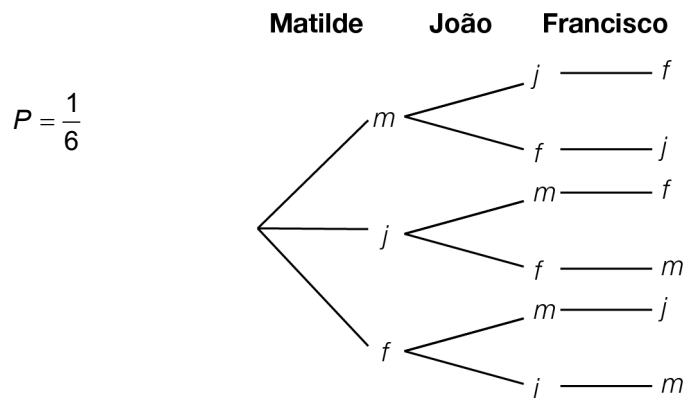 Matilde João Francisco
P = 1/6
j f
m
f j
m f
j
f m
m j
f
j m